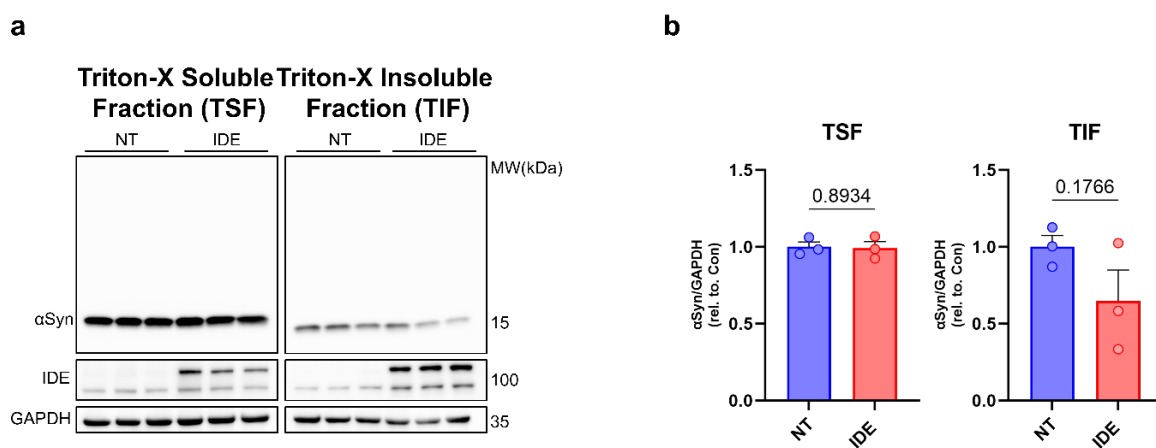 a
Triton-X Soluble
Fraction (TSF)
Triton-X Insoluble
Fraction (TIF)
NT
IDE
NT
IDE
MW(kDa)
αSyn
15
IDE
100
GAPDH
35
b
TSF
αSyn/GAPDH
(rel. to. Con)
1.5
1.0
0.5
0.0
0.8934
NT
IDE
TIF
αSyn/GAPDH
(rel. to. Con)
1.5
1.0
0.5
0.0
0.1766
NT
IDE